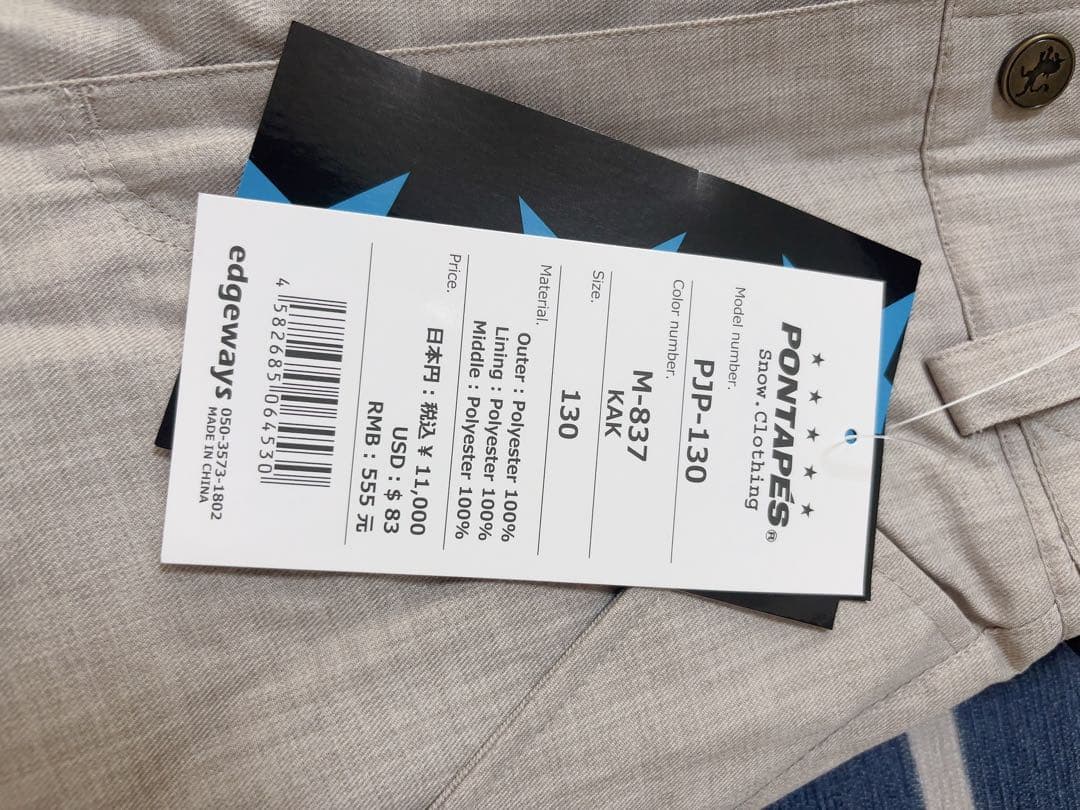 ★ ★ ★ ★ ★
PONTAPÉS®
Snow.Clothing
Model number.
PJP-130
Color number.
M-837
KAK
Size.
130
Material.
Outer : Polyester 100%
Lining : Polyester 100%
Middle : Polyester 100%
Price.
日本円 : 税込 ¥ 11,000
USD : $ 83
RMB : 555 元
4 582685 064530
edgeways 050-3573-1802
MADE IN CHINA